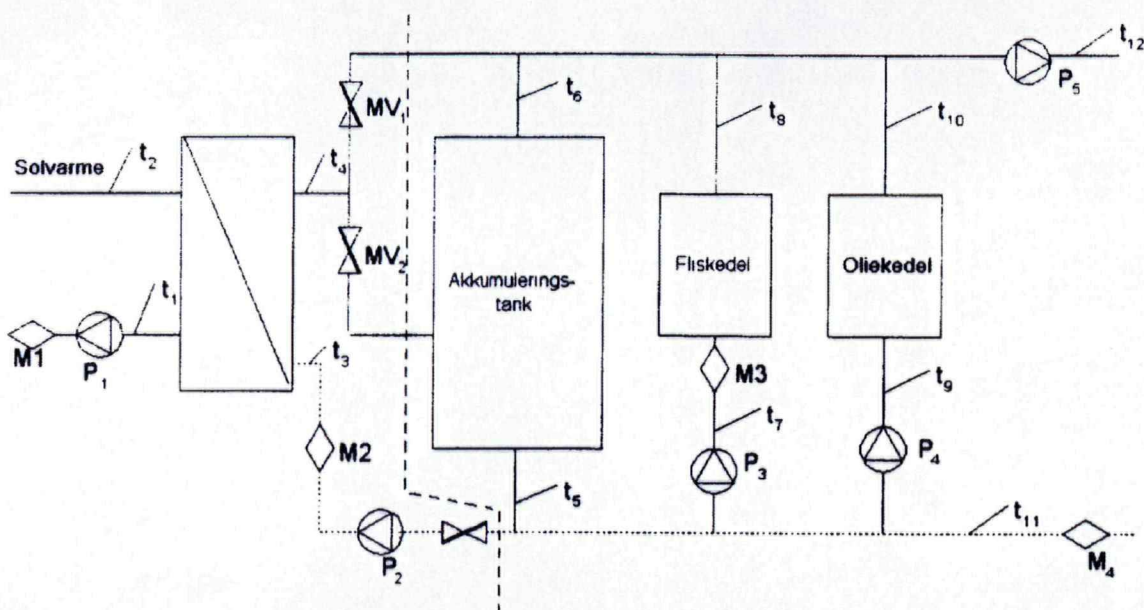 t12
P5
t6
t8
t10
MV1
Solvarme
t2
t4
MV2
Akkumulerings-
tank
Fliskedel
Oliekedel
t1
M1
P1
t3
M3
t9
M2
t7
P3
P4
t5
t11
P2
M4